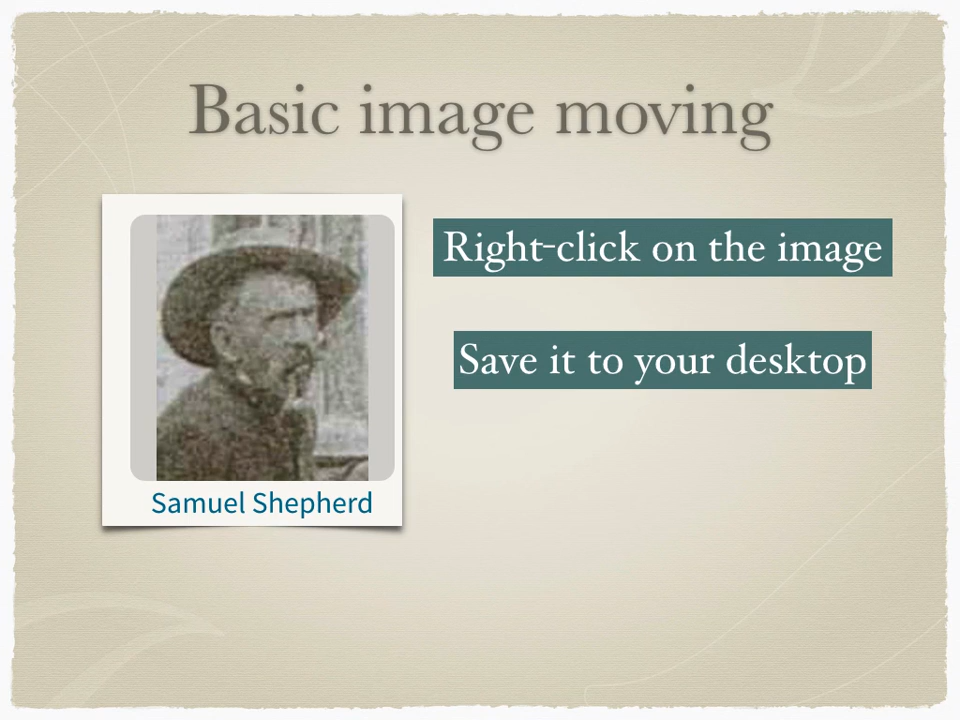 Basic image moving
Right-click on the image
Save it to your desktop
Samuel Shepherd